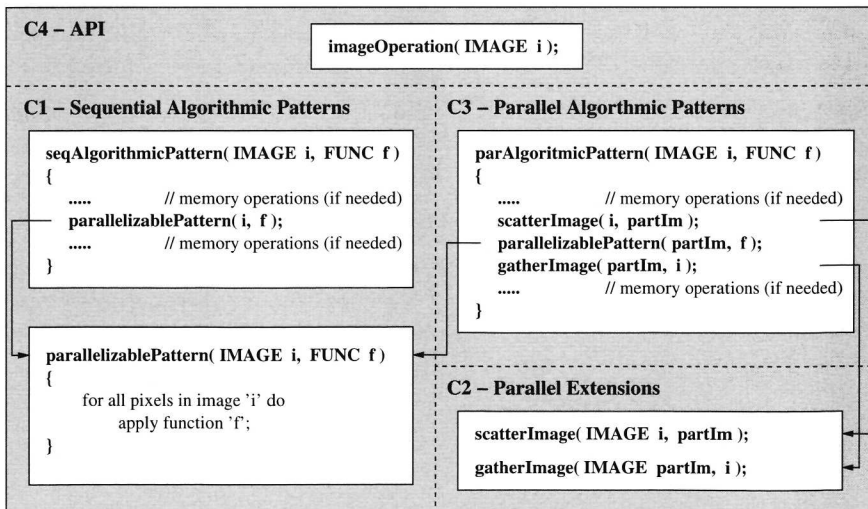 C4 – API
imageOperation( IMAGE i);
C1 – Sequential Algorithmic Patterns
seqAlgorithmicPattern( IMAGE i, FUNC f )
{
..... // memory operations (if needed)
parallelizablePattern( i, f );
..... // memory operations (if needed)
}
parallelizablePattern( IMAGE i, FUNC f )
{
for all pixels in image 'i' do
apply function 'f';
}
C3 – Parallel Algorthmic Patterns
parAlgoritmicPattern( IMAGE i, FUNC f)
{
..... // memory operations (if needed)
scatterImage( i, partIm );
parallelizablePattern( partIm, f );
gatherImage( partIm, i );
..... // memory operations (if needed)
}
C2 – Parallel Extensions
scatterImage( IMAGE i, partIm );
gatherImage( IMAGE partIm, i );